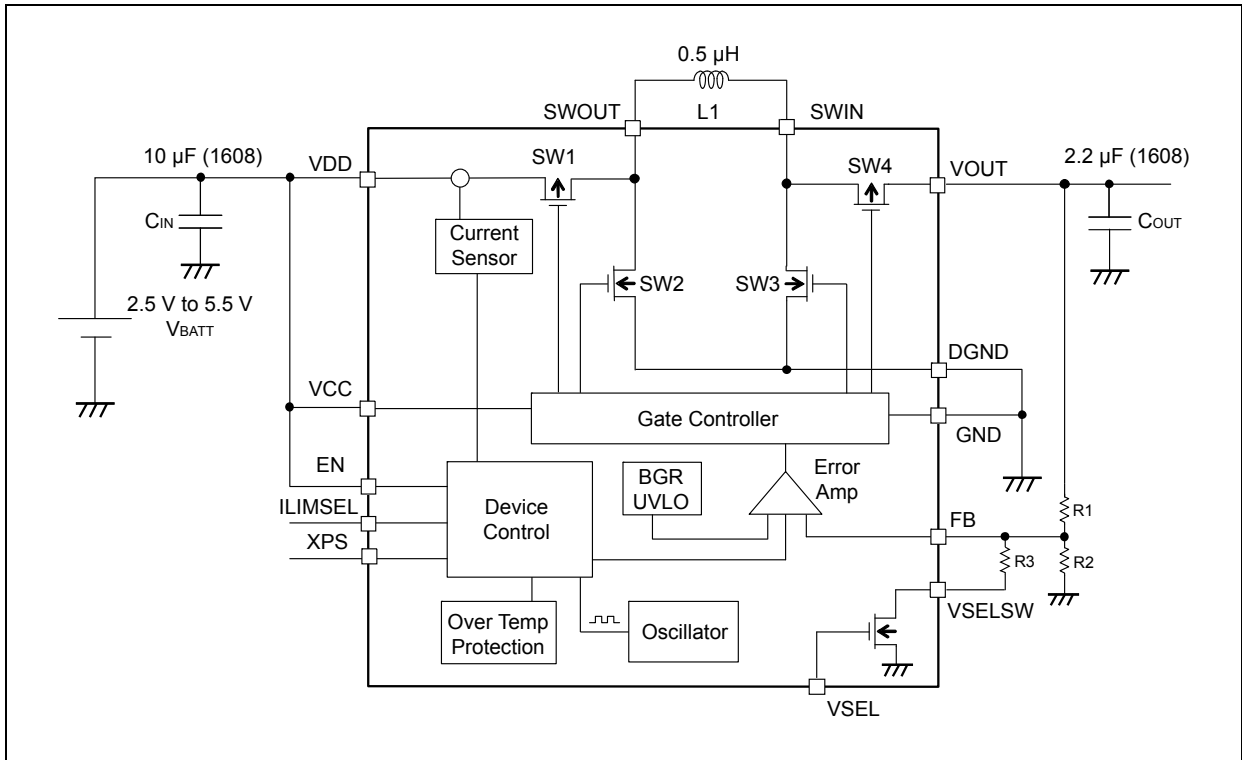 0.5 µH
SWOUT
L1
SWIN
10 µF (1608)
VDD
SW1
SW4
VOUT
2.2 µF (1608)
CIN
Current
Sensor
COUT
SW2
SW3
2.5 V to 5.5 V
VBATT
DGND
VCC
Gate Controller
GND
EN
ILIMSEL
XPS
Device
Control
BGR
UVLO
Error
Amp
FB
R1
R3
R2
VSELSW
Over Temp
Protection
Oscillator
VSEL